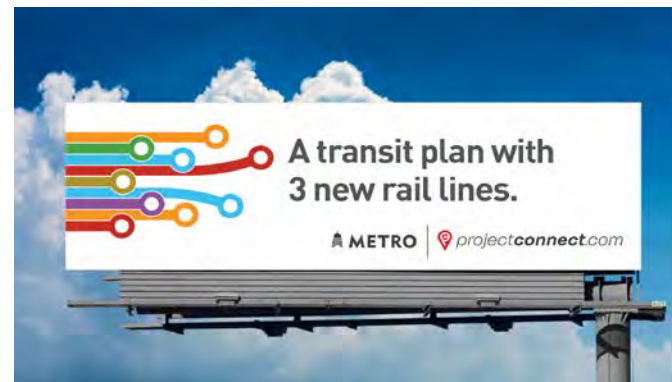 A transit plan with
3 new rail lines.
METRO projectconnect.com